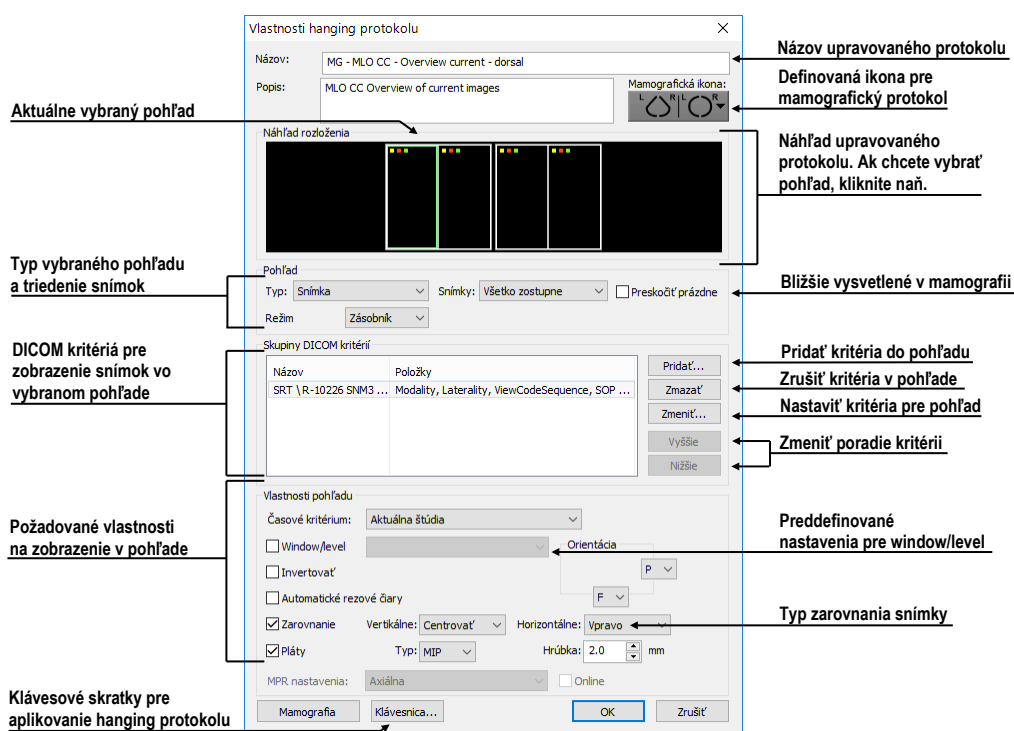 Vlastnosti hanging protokolu
Názov:
MG - MLO CC - Overview current - dorsal
Názov upravovaného protokolu
Popis:
MLO CC Overview of current images
Mamografická ikona:
L R L R
Definovaná ikona pre
mamografický protokol
Aktuálne vybraný pohľad
Náhľad rozloženia
Náhľad upravovaného
protokolu. Ak chcete vybrať
pohľad, kliknite naň.
Typ vybraného pohľadu
a triedenie snímok
Pohľad
Typ: Snímka Snímky: Všetko zostupne Preskočiť prázdne
Bližšie vysvetlené v mamografii
Režim Zásobník
DICOM kritériá pre
zobrazenie snímok vo
vybranom pohľade
Skupiny DICOM kritérií
Názov Položky
SRT \R-10226 SNM3 ... Modality, Laterality, ViewCodeSequence, SOP ...
Pridať...
Zmazať
Zmeniť...
Vyššie
Nižšie
Pridať kritéria do pohľadu
Zrušiť kritéria v pohľade
Nastaviť kritéria pre pohľad
Zmeniť poradie kritérii
Požadované vlastnosti
na zobrazenie v pohľade
Vlastnosti pohľadu
Časové kritérium: Aktuálna štúdia
Window/level
Orientácia
Preddefinované
nastavenia pre window/level
Invertovať
P
Automatické rezové čiary
F
Zarovnanie Vertikálne: Centrovať Horizontálne: Vpravo
Typ zarovnania snímky
Pláty Typ: MIP Hrúbka: 2.0 mm
MPR nastavenia: Axiálna Online
Klávesové skratky pre
aplikovanie hanging protokolu
Mamografia Klávesnica... OK Zrušiť